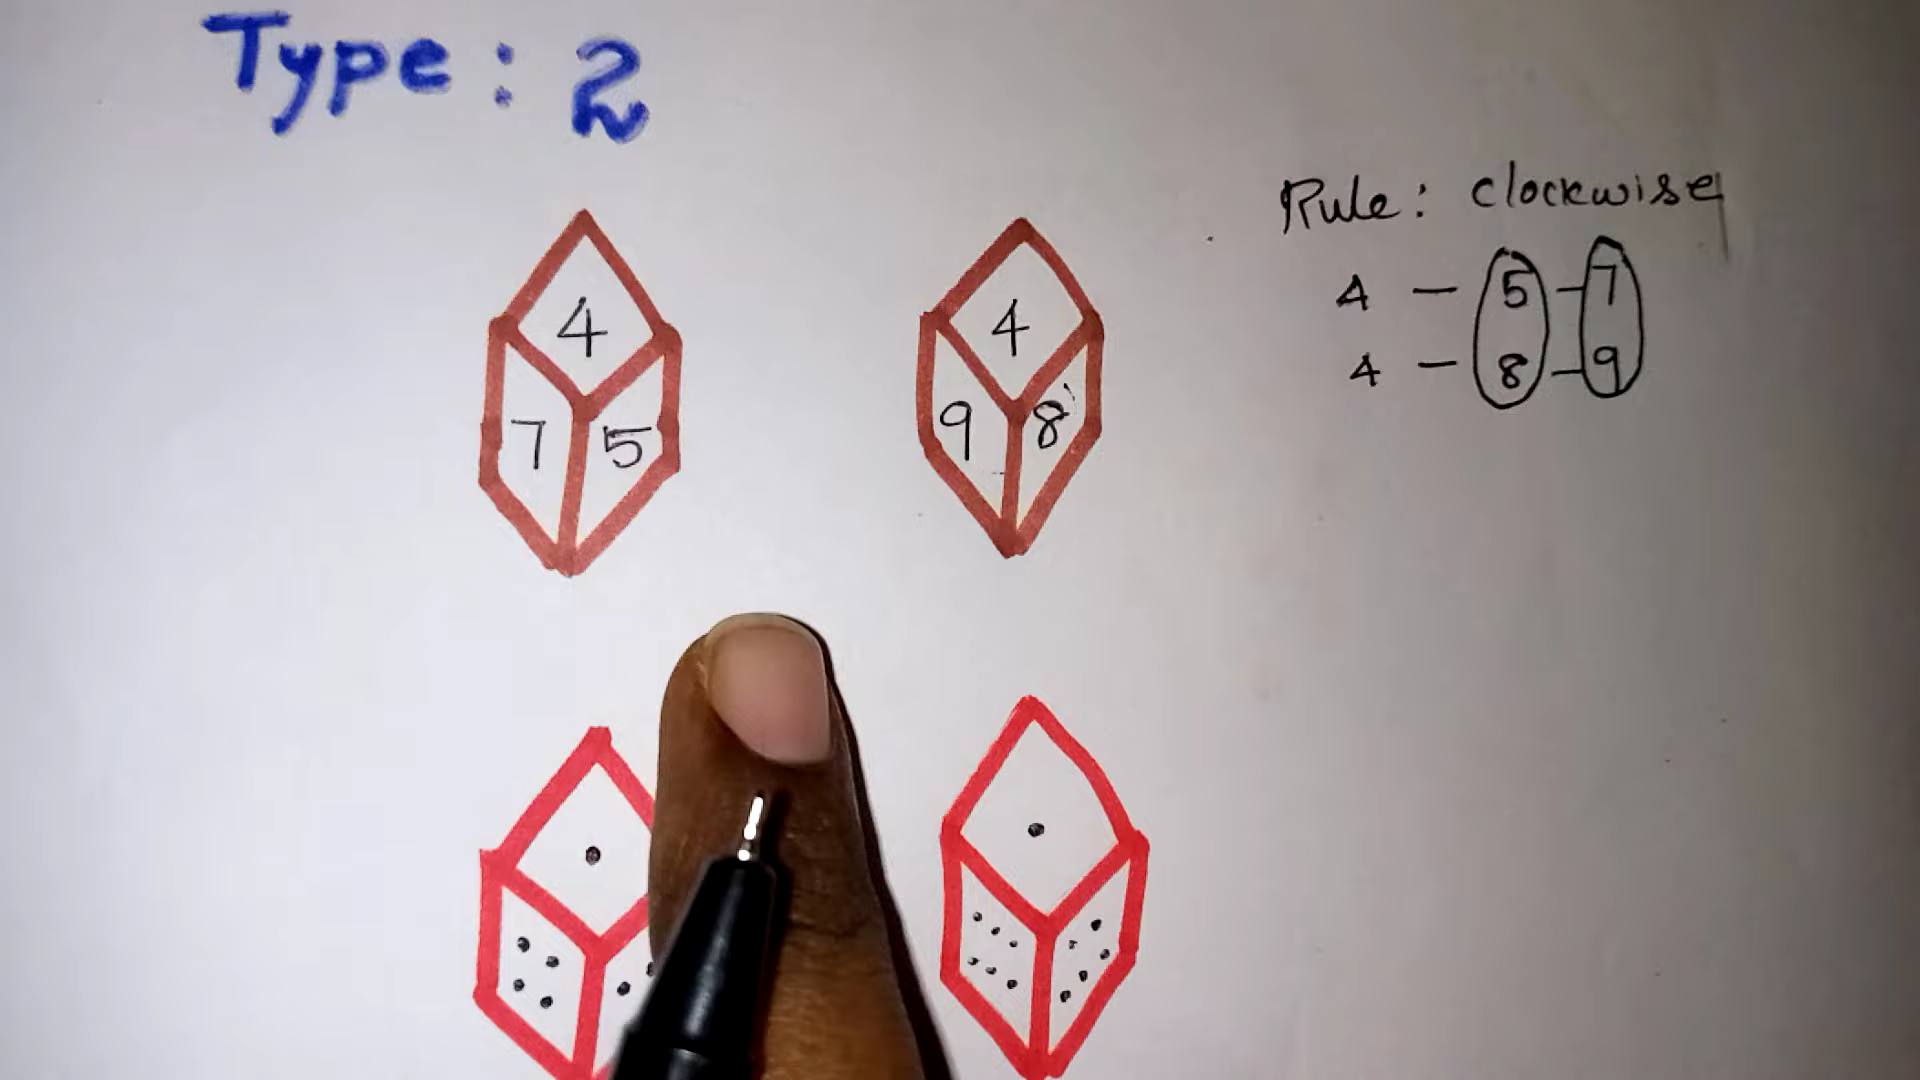 Type : 2
Rule : clockwise
4 — 5 — 7
4 — 8 — 9
4
7 5
4
9 8